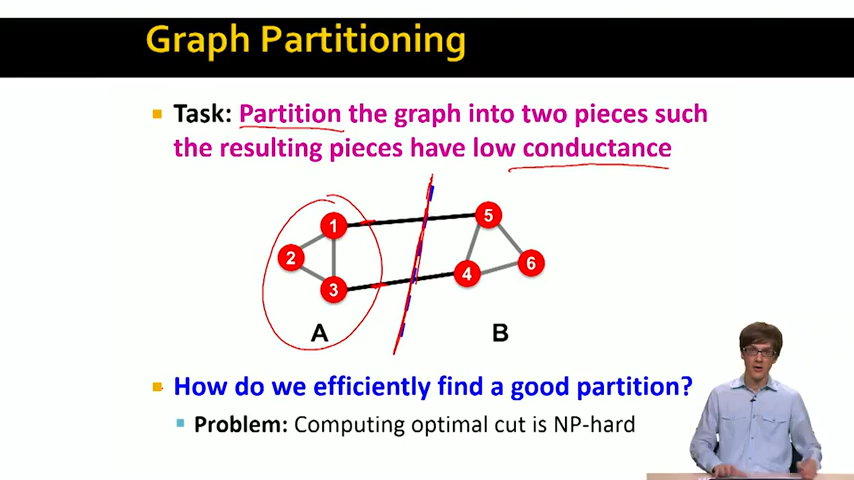 Graph Partitioning
Task: Partition the graph into two pieces such
the resulting pieces have low conductance
1
5
2
6
4
3
A
B
How do we efficiently find a good partition?
Problem: Computing optimal cut is NP-hard